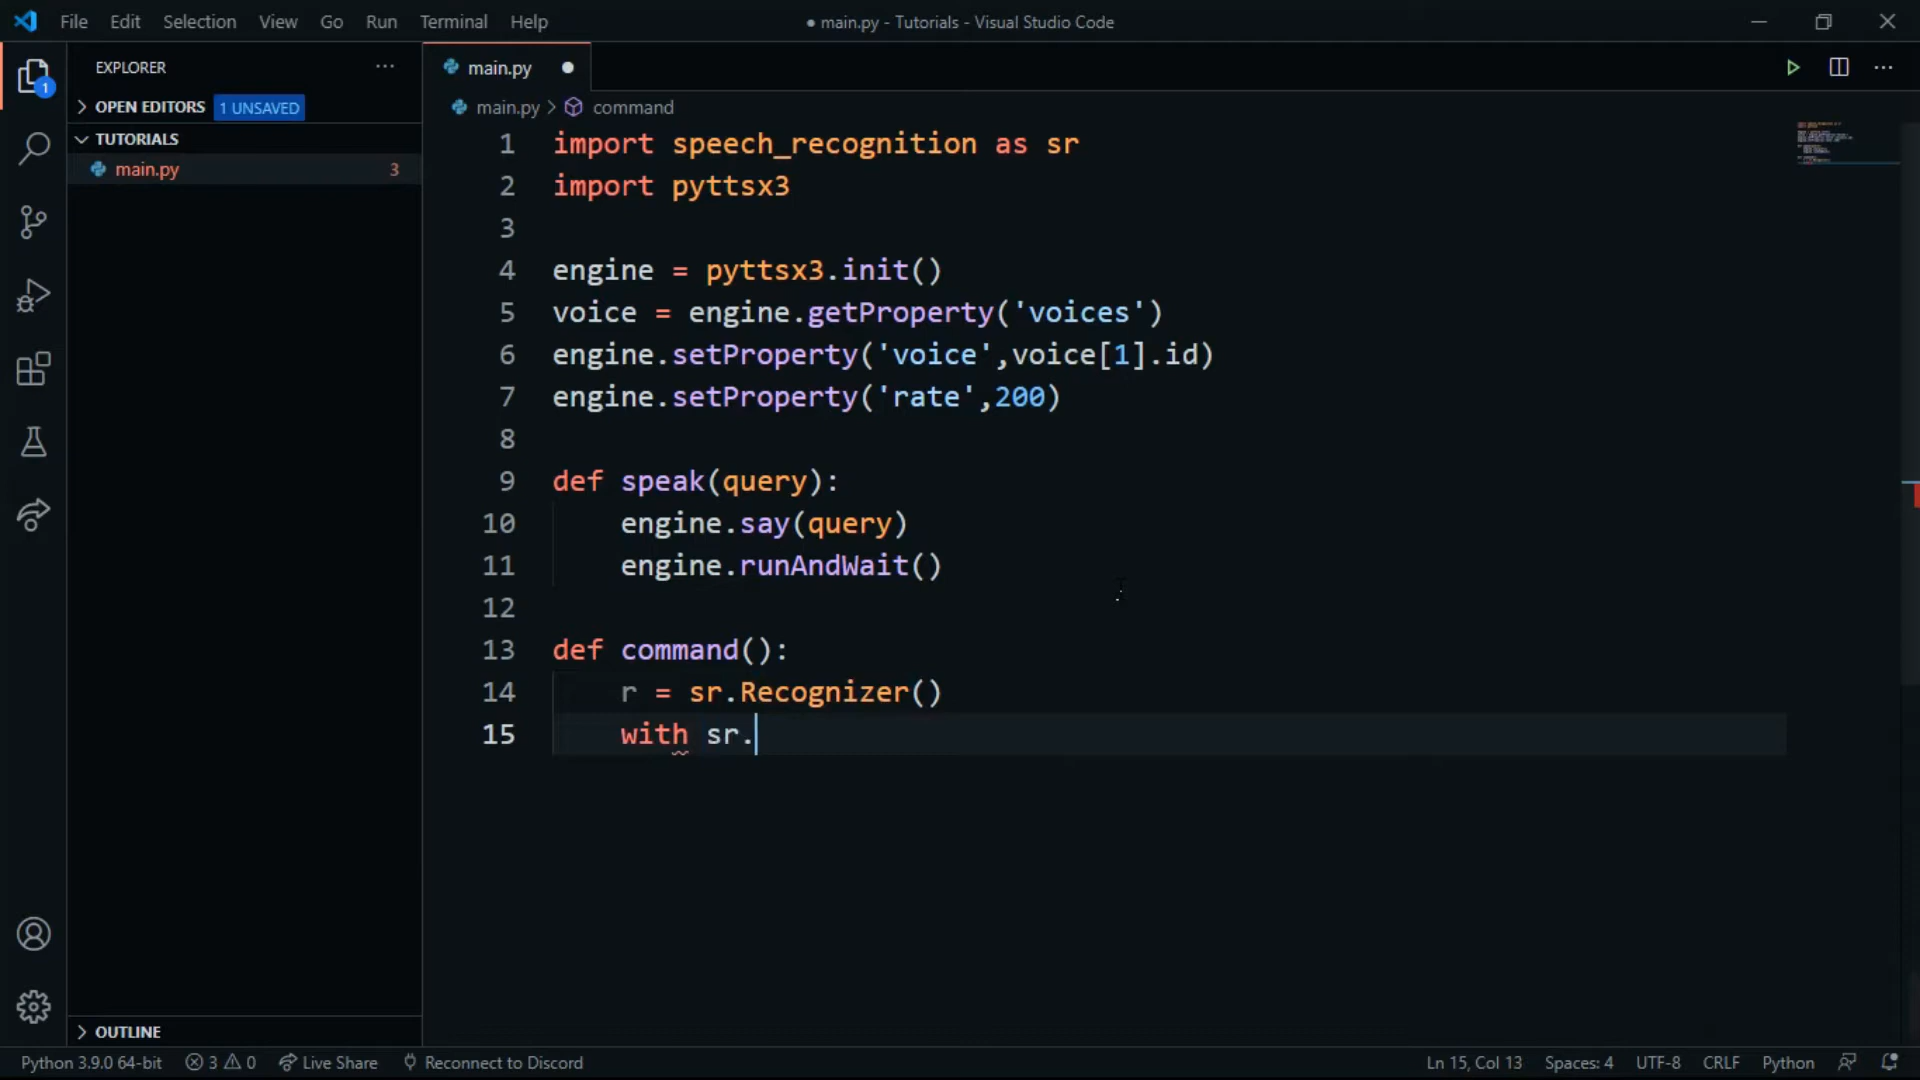 File Edit Selection View Go Run Terminal Help
● main.py - Tutorials - Visual Studio Code
EXPLORER
OPEN EDITORS 1 UNSAVED
TUTORIALS
main.py 3
OUTLINE
1
main.py
main.py > command
1 import speech_recognition as sr
2 import pyttsx3
3
4 engine = pyttsx3.init()
5 voice = engine.getProperty('voices')
6 engine.setProperty('voice',voice[1].id)
7 engine.setProperty('rate',200)
8
9 def speak(query):
10 engine.say(query)
11 engine.runAndWait()
12
13 def command():
14 r = sr.Recognizer()
15 with sr.
Python 3.9.0 64-bit 3 0 Live Share Reconnect to Discord Ln 15, Col 13 Spaces: 4 UTF-8 CRLF Python